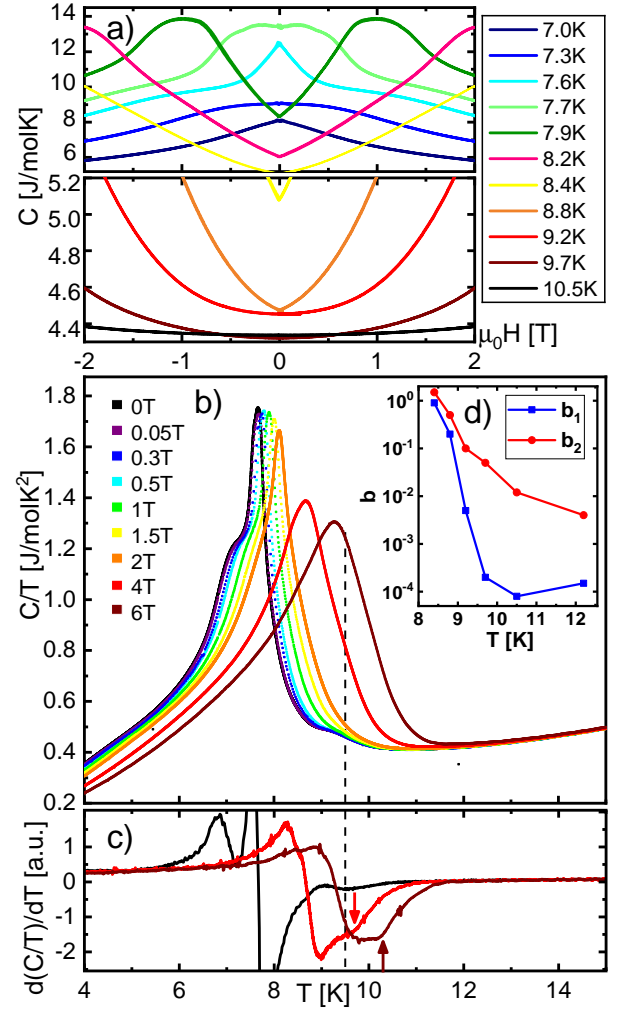 a)
14
12
10
8
6
5.2
5.0
4.8
4.6
4.4
C [J/molK]
-2 -1 0 1 2
μ₀H [T]
7.0K
7.3K
7.6K
7.7K
7.9K
8.2K
8.4K
8.8K
9.2K
9.7K
10.5K
b)
1.8
1.6
1.4
1.2
1.0
0.8
0.6
0.4
0.2
C/T [J/molK²]
0T
0.05T
0.3T
0.5T
1T
1.5T
2T
4T
6T
d)
b₁
b₂
10⁰
10⁻¹
10⁻²
10⁻³
10⁻⁴
b
8 9 10 11 12
T [K]
c)
1
0
-1
-2
d(C/T)/dT [a.u.]
4 6 8 10 12 14
T [K]